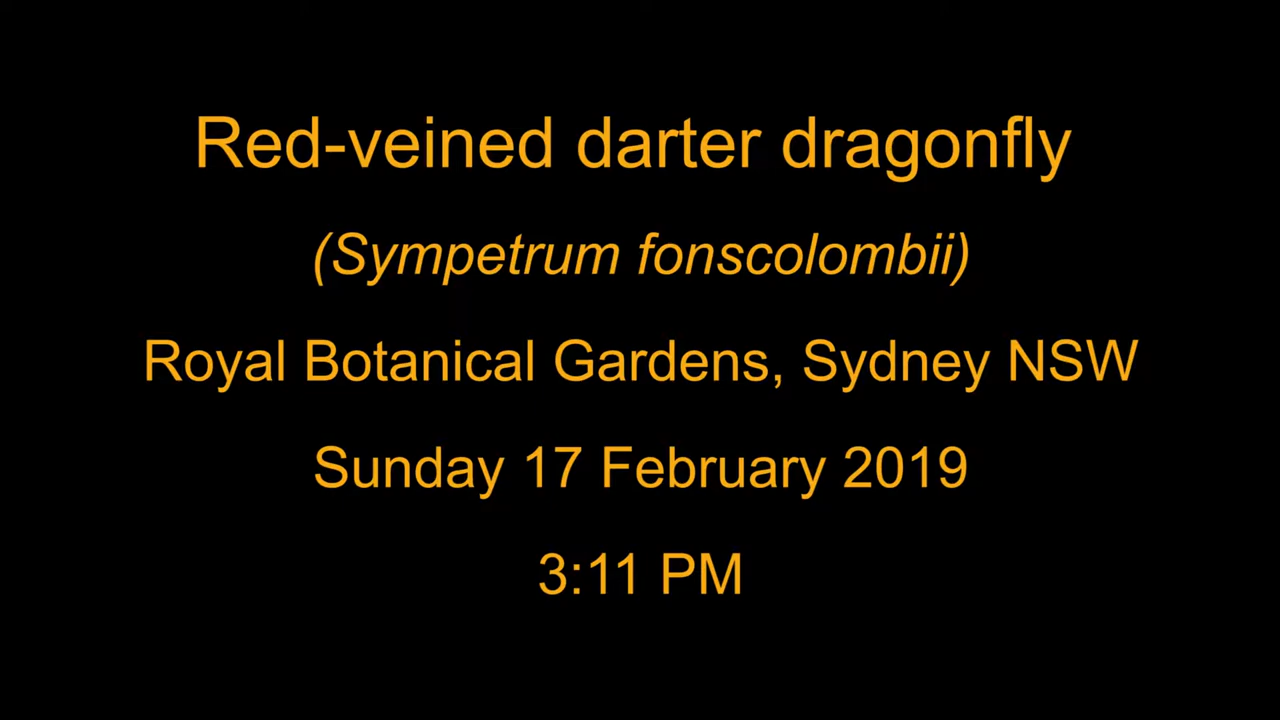 Red-veined darter dragonfly
(Sympetrum fonscolombii)
Royal Botanical Gardens, Sydney NSW
Sunday 17 February 2019
3:11 PM